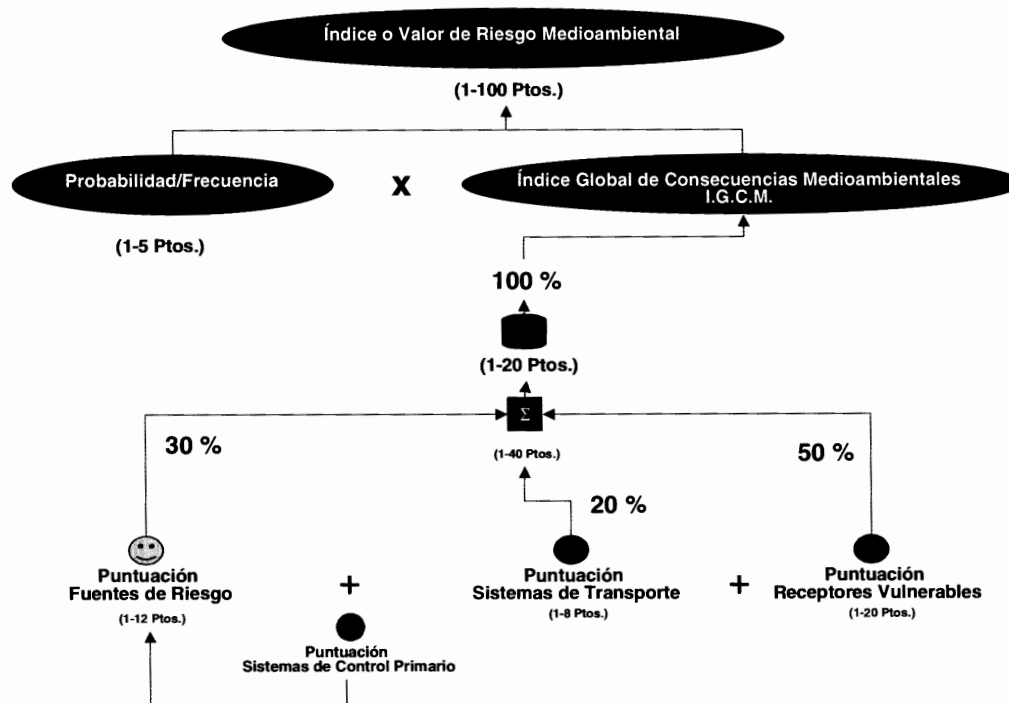 Índice o Valor de Riesgo Medioambiental
(1-100 Ptos.)
Probabilidad/Frecuencia
X
Índice Global de Consecuencias Medioambientales
I.G.C.M.
(1-5 Ptos.)
100 %
(1-20 Ptos.)
Σ
30 %
(1-40 Ptos.)
50 %
20 %
Puntuación
Fuentes de Riesgo
(1-12 Ptos.)
+
Puntuación
Sistemas de Transporte
(1-8 Ptos.)
+
Puntuación
Receptores Vulnerables
(1-20 Ptos.)
Puntuación
Sistemas de Control Primario